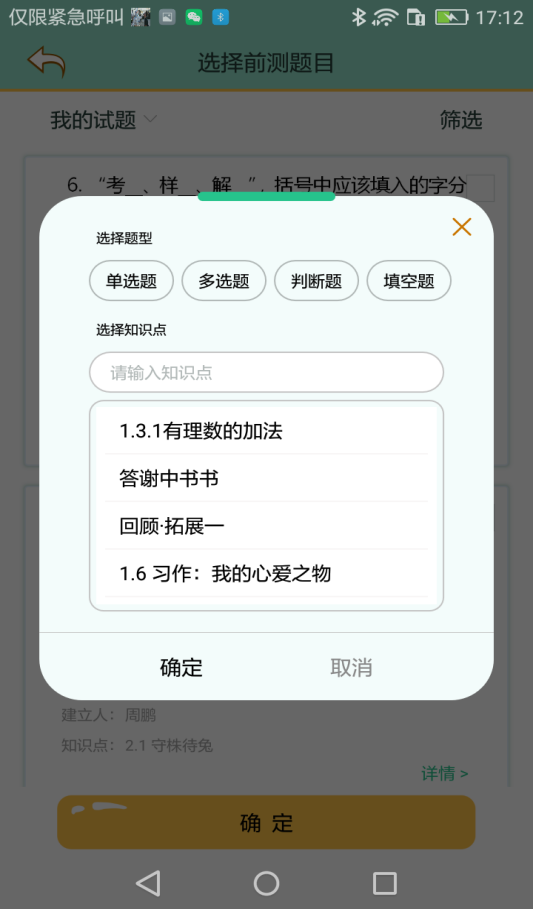 仅限紧急呼叫 17:12
选择前测题目
我的试题 筛选
6. “考__、样__、解__”，括号中应该填入的字分
选择题型
单选题 多选题 判断题 填空题
选择知识点
请输入知识点
1.3.1有理数的加法
答谢中书书
回顾·拓展一
1.6 习作：我的心爱之物
确定 取消
建立人：周鹏
知识点：2.1 守株待兔
详情 >
确 定